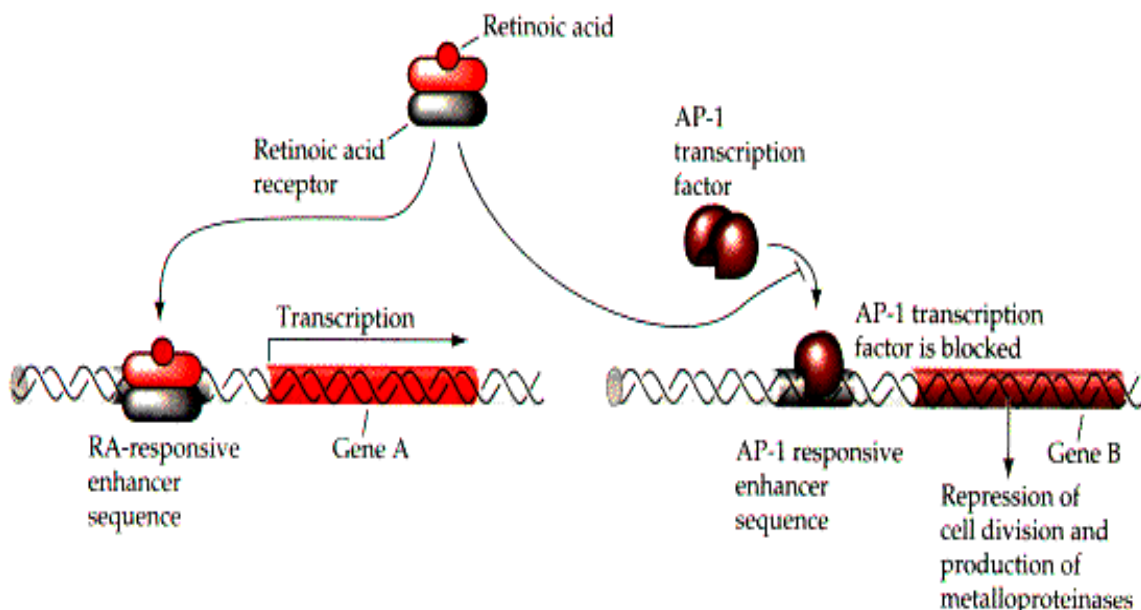 Retinoic acid
Retinoic acid
receptor
AP-1
transcription
factor
Transcription
AP-1 transcription
factor is blocked
RA-responsive
enhancer
sequence
Gene A
AP-1 responsive
enhancer
sequence
Gene B
Repression of
cell division and
production of
metalloproteinases